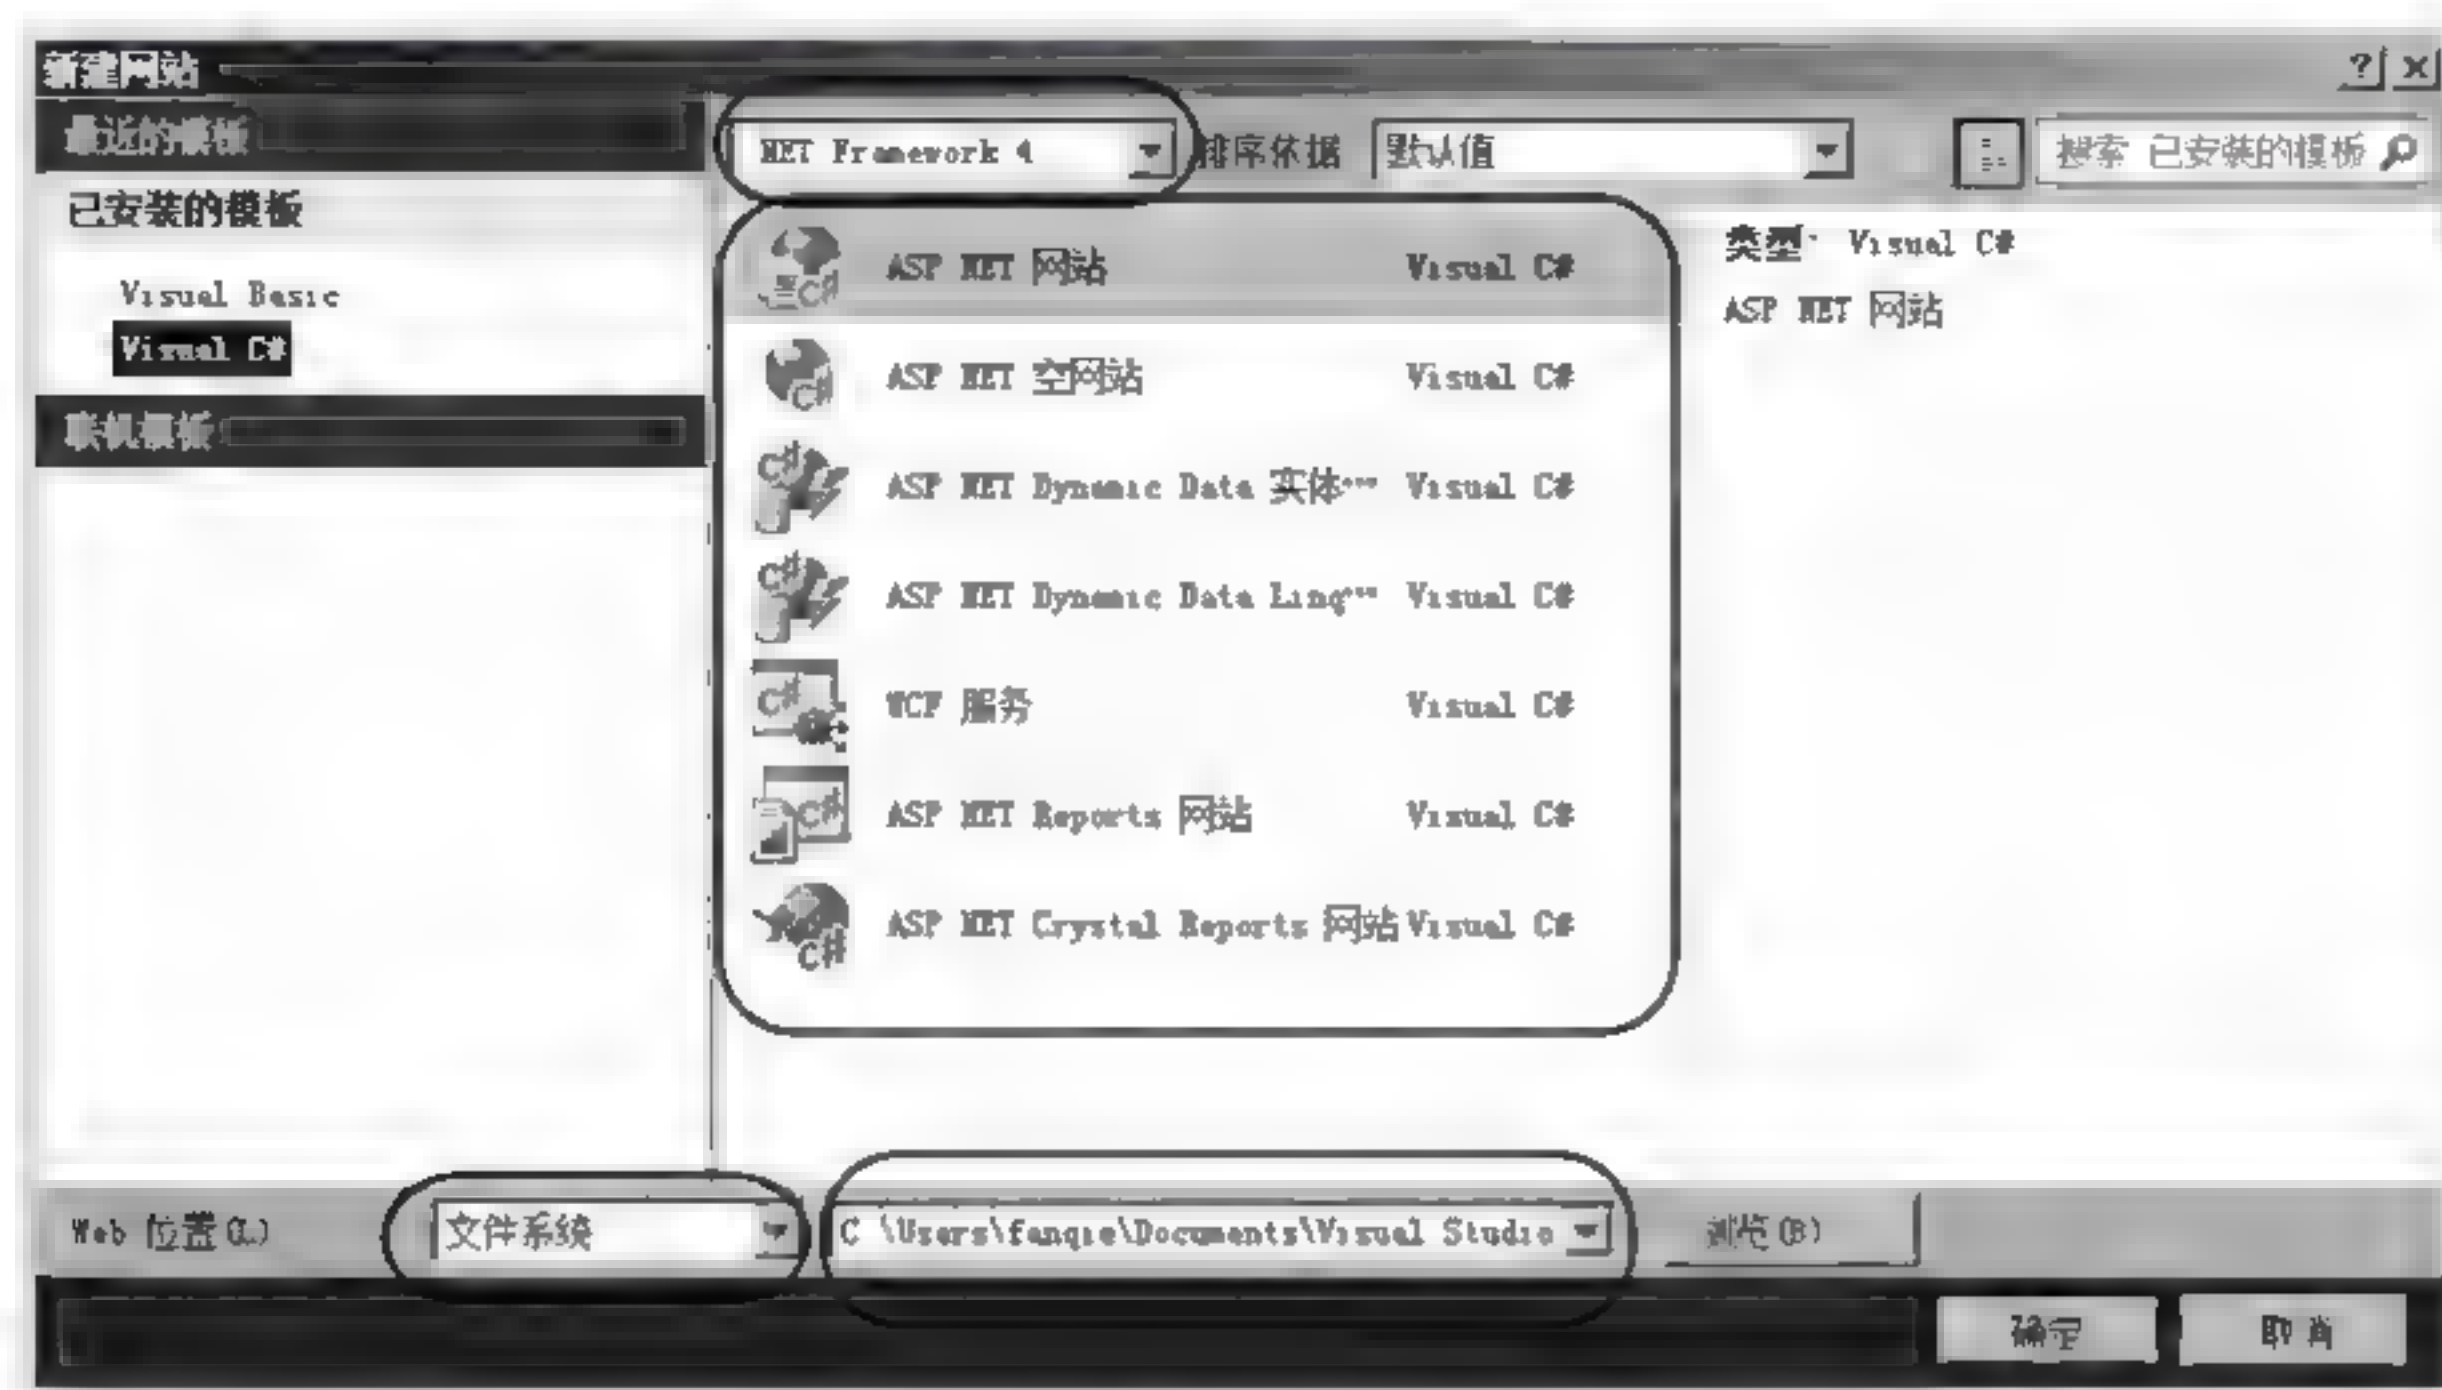 新建网站
? ×
最近的模板
NET Framework 4 排序依据 默认值 搜索 已安装的模板
已安装的模板
Visual Basic
Visual C#
联机模板
ASP NET 网站 Visual C#
ASP NET 空网站 Visual C#
ASP NET Dynamic Data 实体… Visual C#
ASP NET Dynamic Data Linq… Visual C#
WCF 服务 Visual C#
ASP NET Reports 网站 Visual C#
ASP NET Crystal Reports 网站 Visual C#
类型: Visual C#
ASP NET 网站
Web 位置(L) 文件系统 C \Users\fanqie\Documents\Visual Studio 浏览(B)
确定 取消